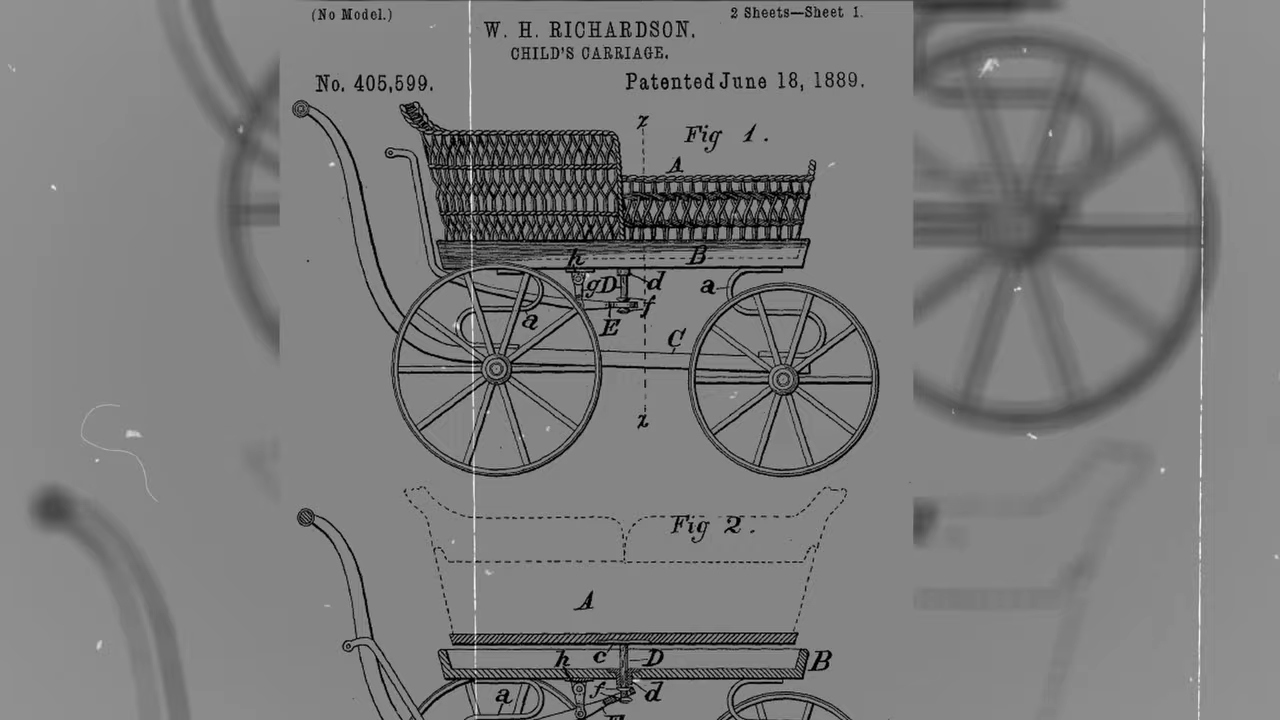 (No Model.)
2 Sheets—Sheet 1.
W. H. RICHARDSON.
CHILD'S CARRIAGE.
No. 405,599.
Patented June 18, 1889.
z
Fig 1.
A
h
B
g D
d
a
f
a
E
C
z
Fig 2.
A
h
c
D
B
a
f
d